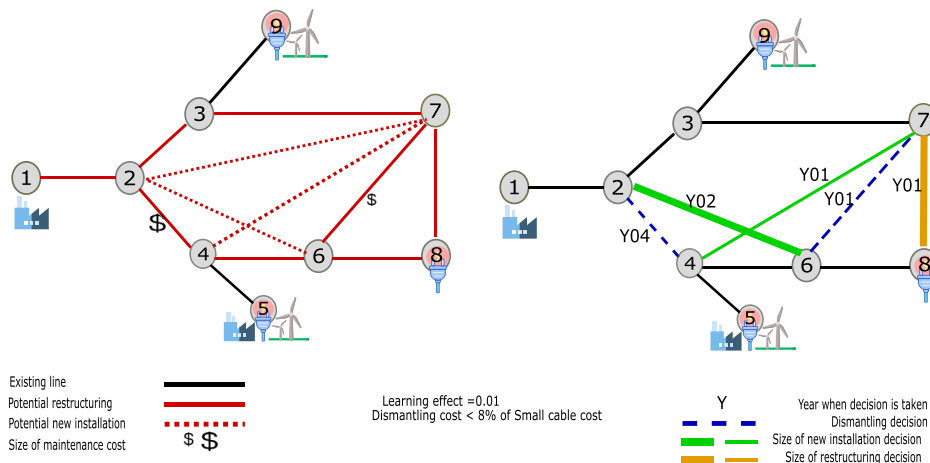 9
3
7
1
2
$
$
4
6
8
5
9
3
7
1
2
Y01
Y02
Y01
Y01
Y04
4
6
8
5
Existing line
Potential restructuring
Potential new installation
Size of maintenance cost
$ $
Learning effect =0.01
Dismantling cost < 8% of Small cable cost
Y Year when decision is taken
Dismantling decision
Size of new installation decision
Size of restructuring decision